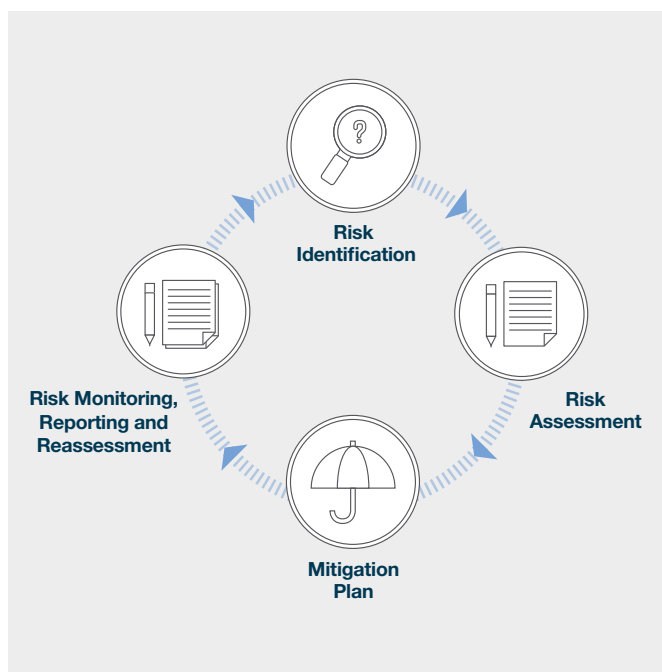 ?
Risk
Identification
Risk Monitoring,
Reporting and
Reassessment
Risk
Assessment
Mitigation
Plan